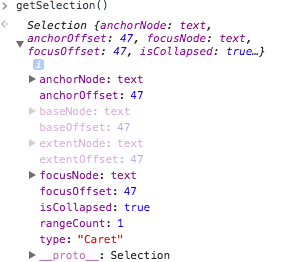 > getSelection()
Selection {anchorNode: text,
anchorOffset: 47, focusNode: text,
focusOffset: 47, isCollapsed: true…}
i
anchorNode: text
anchorOffset: 47
baseNode: text
baseOffset: 47
extentNode: text
extentOffset: 47
focusNode: text
focusOffset: 47
isCollapsed: true
rangeCount: 1
type: "Caret"
__proto__: Selection